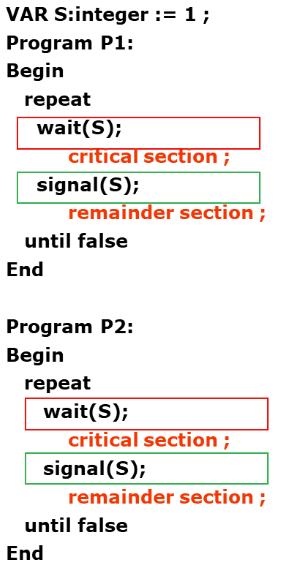 VAR S:integer := 1 ;
Program P1:
Begin
repeat
wait(S);
critical section ;
signal(S);
remainder section ;
until false
End
Program P2:
Begin
repeat
wait(S);
critical section ;
signal(S);
remainder section ;
until false
End